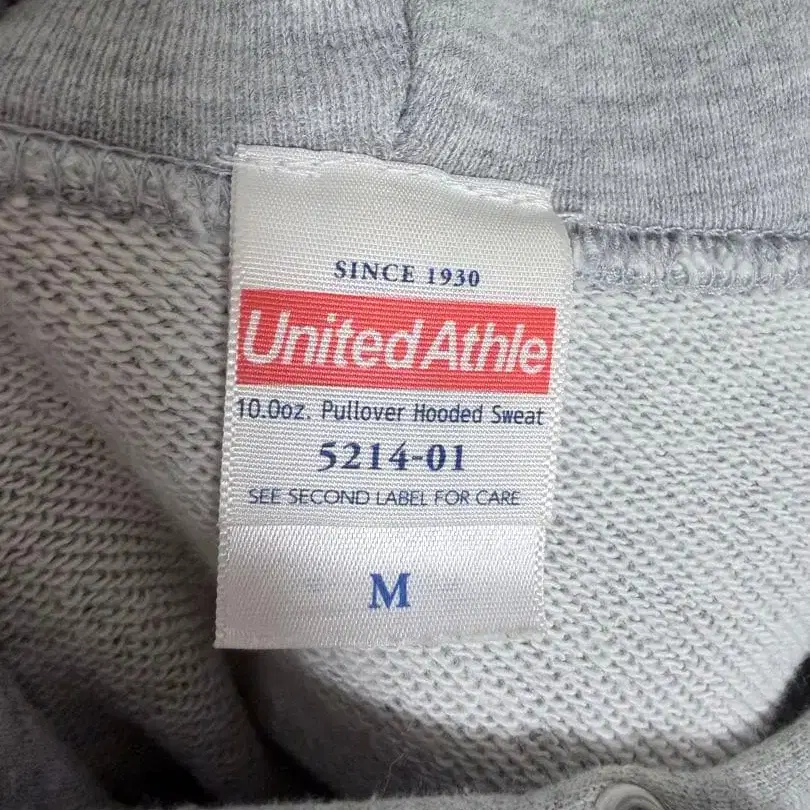 SINCE 1930
United Athle
10.0oz. Pullover Hooded Sweat
5214-01
SEE SECOND LABEL FOR CARE
M